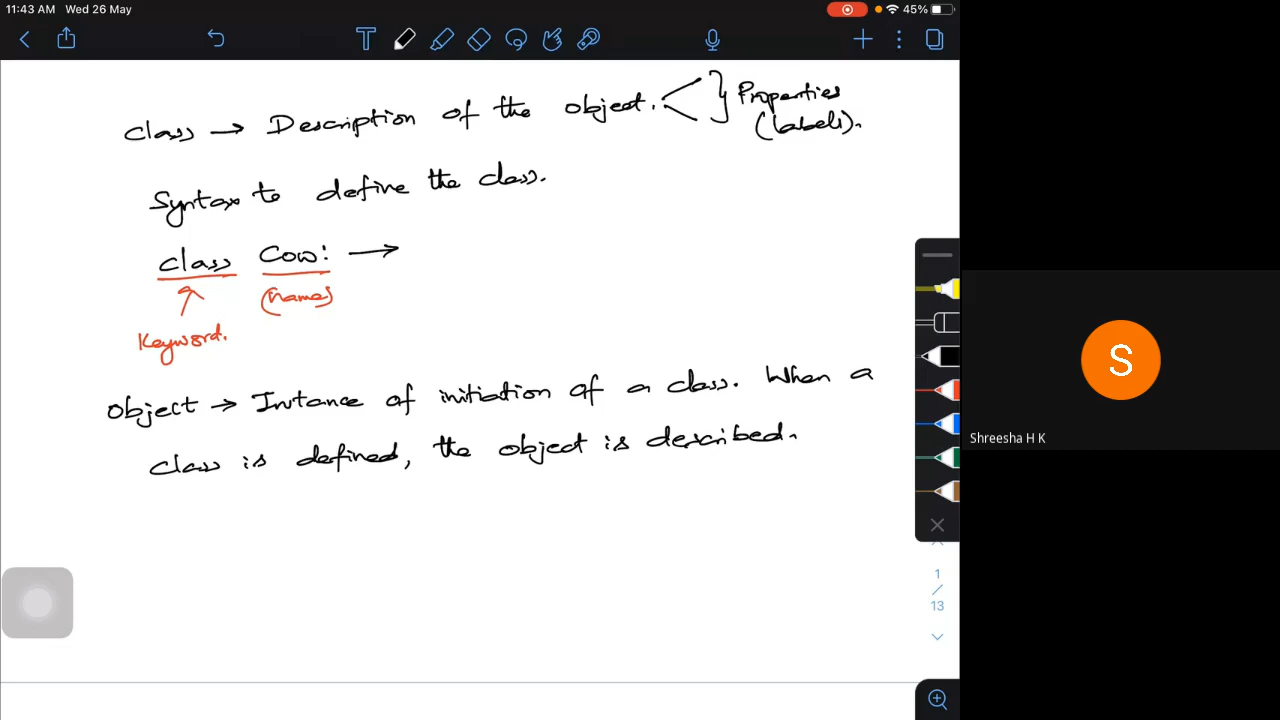 11:43 AM Wed 26 May
45%
class → Description of the object. < } Properties
(labels).
Syntax to define the class.
class Cow: →
(name)
Keyword.
object → Instance of initiation of a class. When a
class is defined, the object is described.
S
Shreesha H K
1
/
13